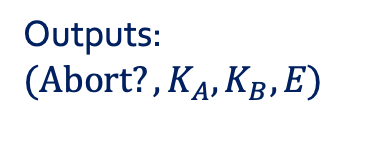 Outputs:
(Abort?, K_A, K_B, E)